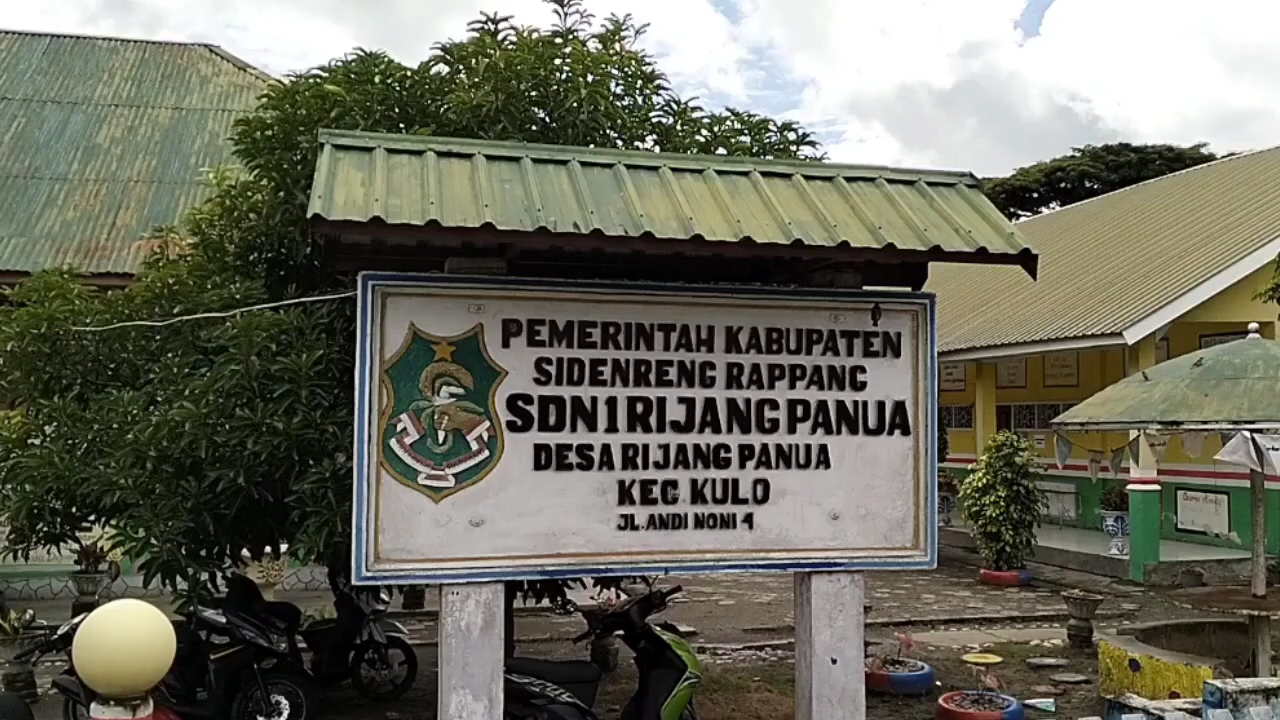 PEMERINTAH KABUPATEN
SIDENRENG RAPPANG
SDN 1 RIJANG PANUA
DESA RIJANG PANUA
KEC. KULO
JL. ANDI NONI 4